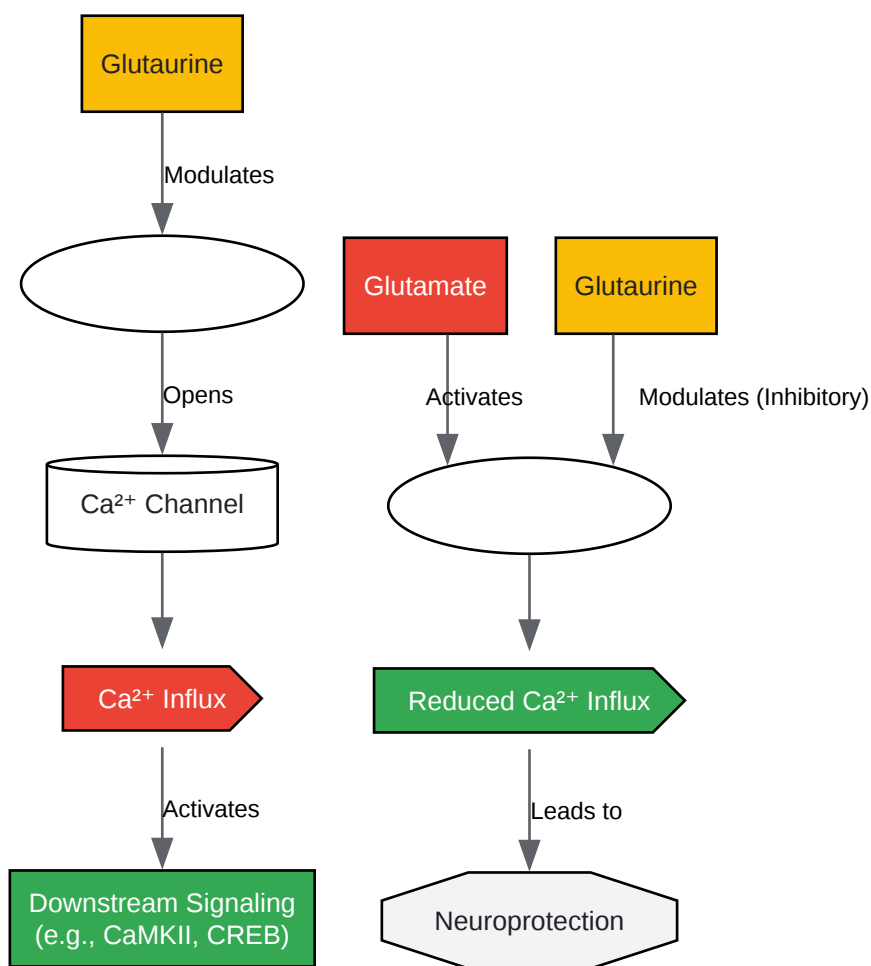 Glutaurine
Modulates
Opens
Ca²⁺ Channel
Ca²⁺ Influx
Activates
Downstream Signaling
(e.g., CaMKII, CREB)
Glutamate
Glutaurine
Activates
Modulates (Inhibitory)
Reduced Ca²⁺ Influx
Leads to
Neuroprotection